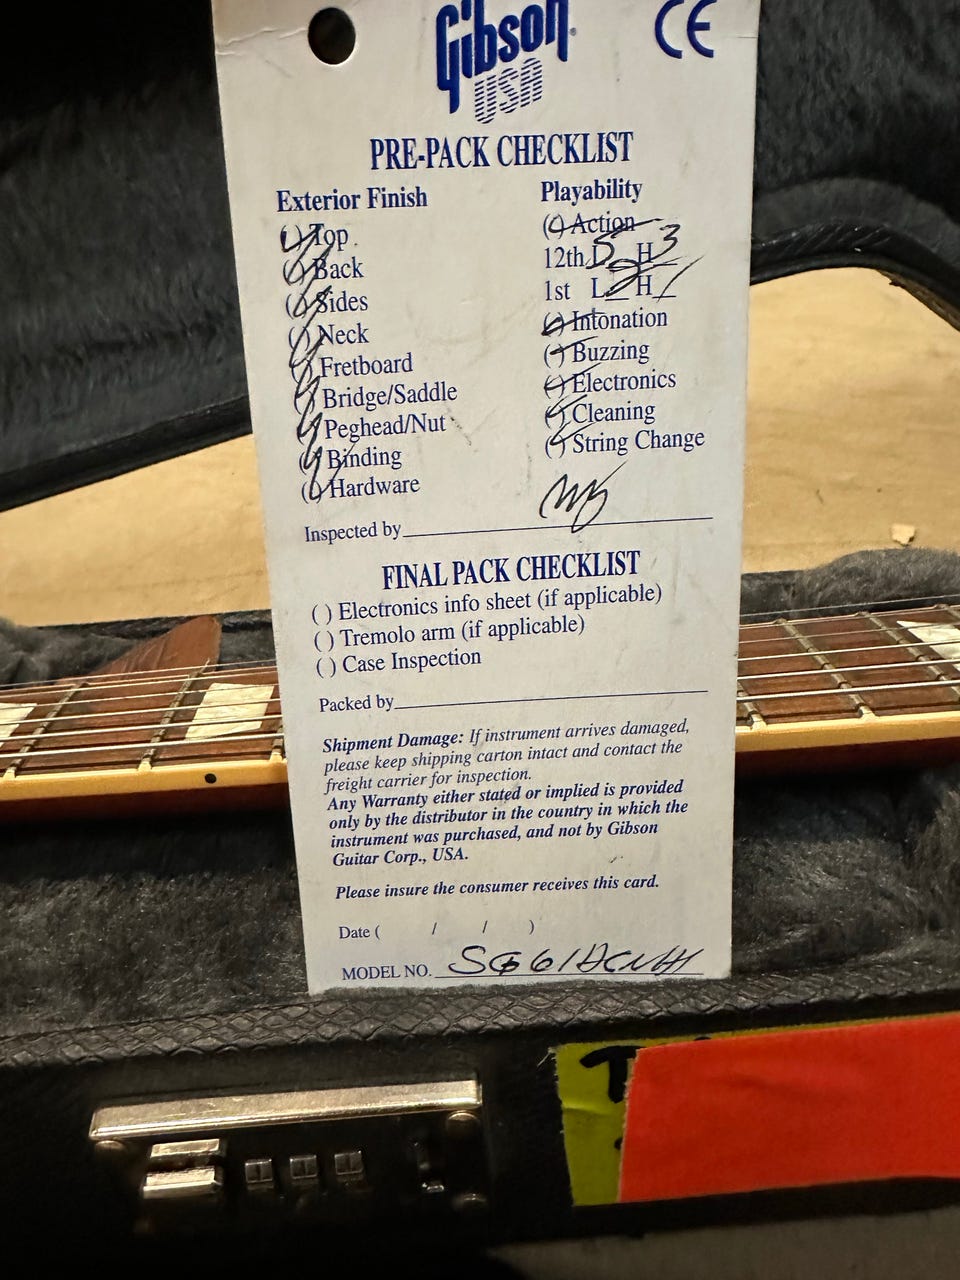 Gibson
USA
CE
PRE-PACK CHECKLIST
Exterior Finish
( ) Top
( ) Back
( ) Sides
( ) Neck
( ) Fretboard
( ) Bridge/Saddle
( ) Peghead/Nut
( ) Binding
( ) Hardware
Playability
( ) Action
12th L 5 H 3
1st L 2 H 1
( ) Intonation
( ) Buzzing
( ) Electronics
( ) Cleaning
( ) String Change
Inspected by
FINAL PACK CHECKLIST
( ) Electronics info sheet (if applicable)
( ) Tremolo arm (if applicable)
( ) Case Inspection
Packed by
Shipment Damage: If instrument arrives damaged,
please keep shipping carton intact and contact the
freight carrier for inspection.
Any Warranty either stated or implied is provided
only by the distributor in the country in which the
instrument was purchased, and not by Gibson
Guitar Corp., USA.
Please insure the consumer receives this card.
Date ( / / )
MODEL NO.